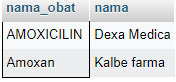 nama_obat nama
AMOXICILIN Dexa Medica
Amoxan Kalbe farma